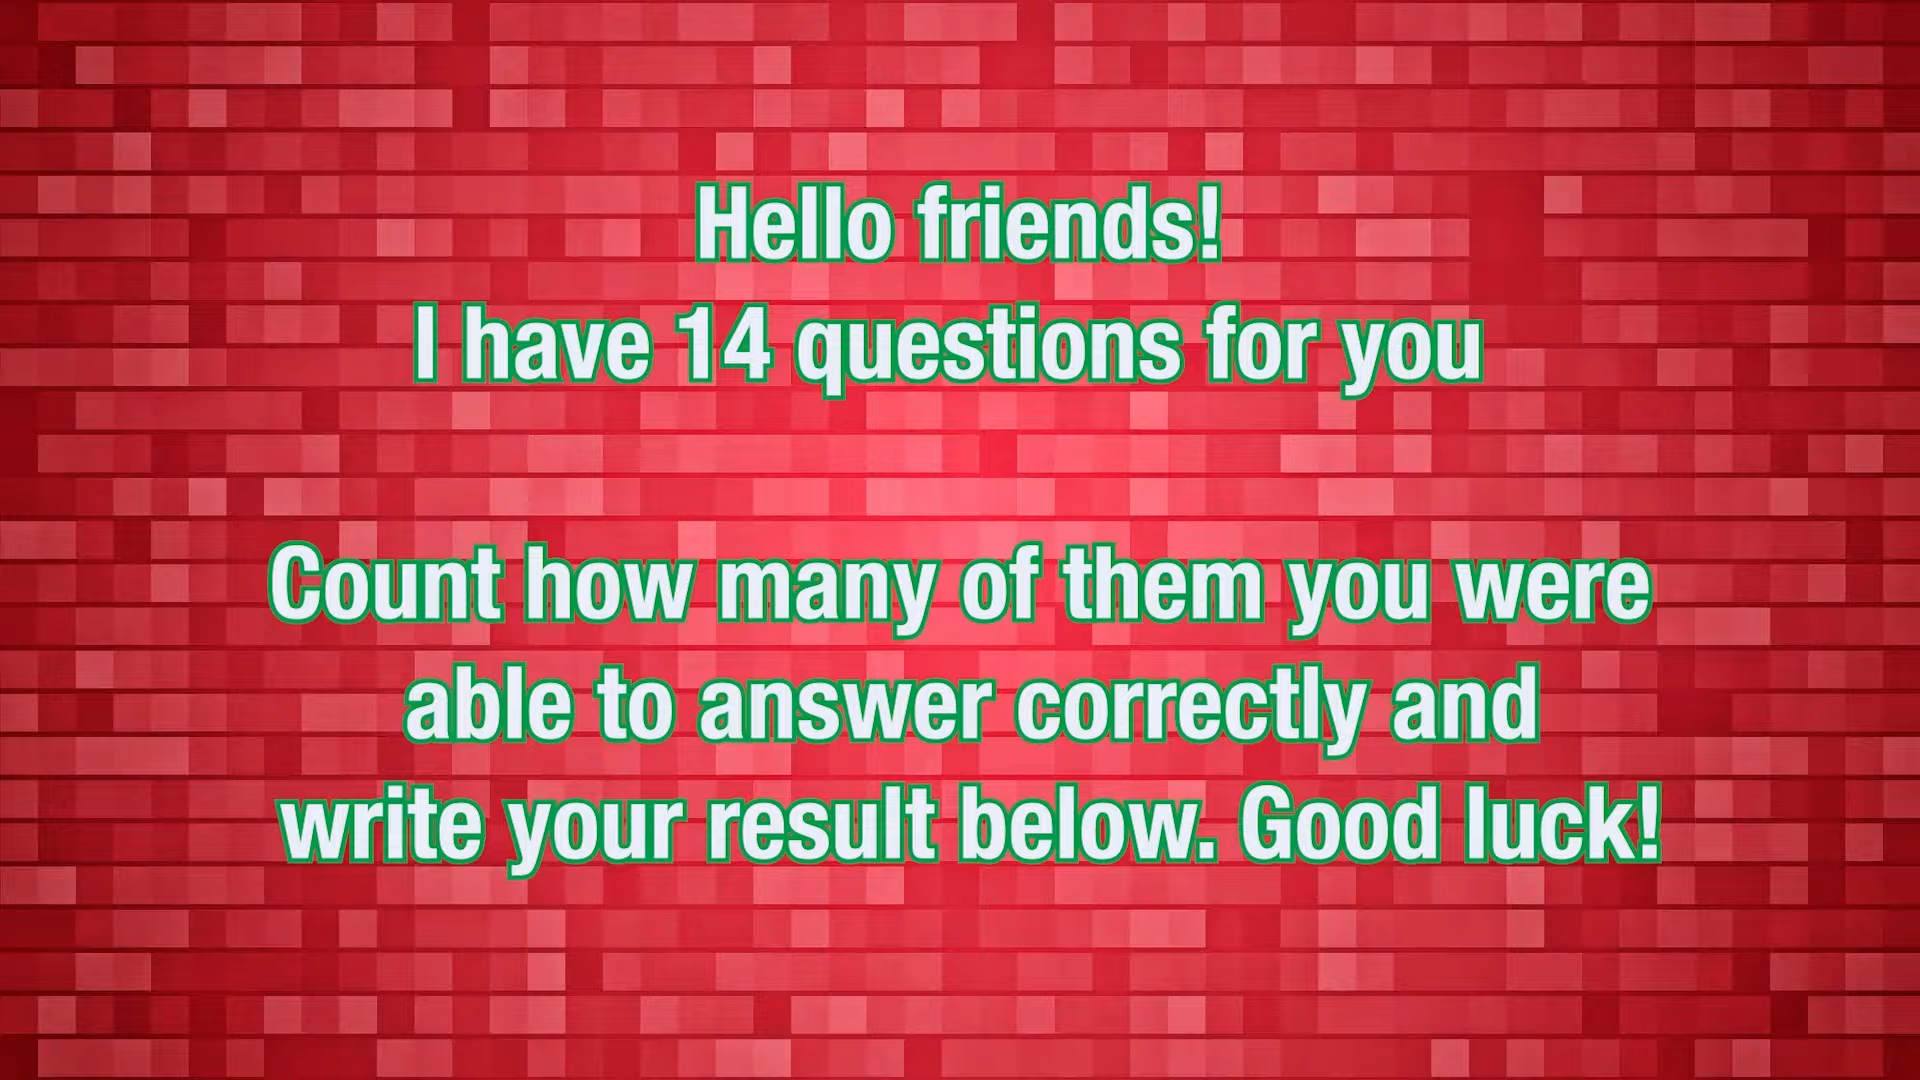 Hello friends!
I have 14 questions for you
Count how many of them you were
able to answer correctly and
write your result below. Good luck!